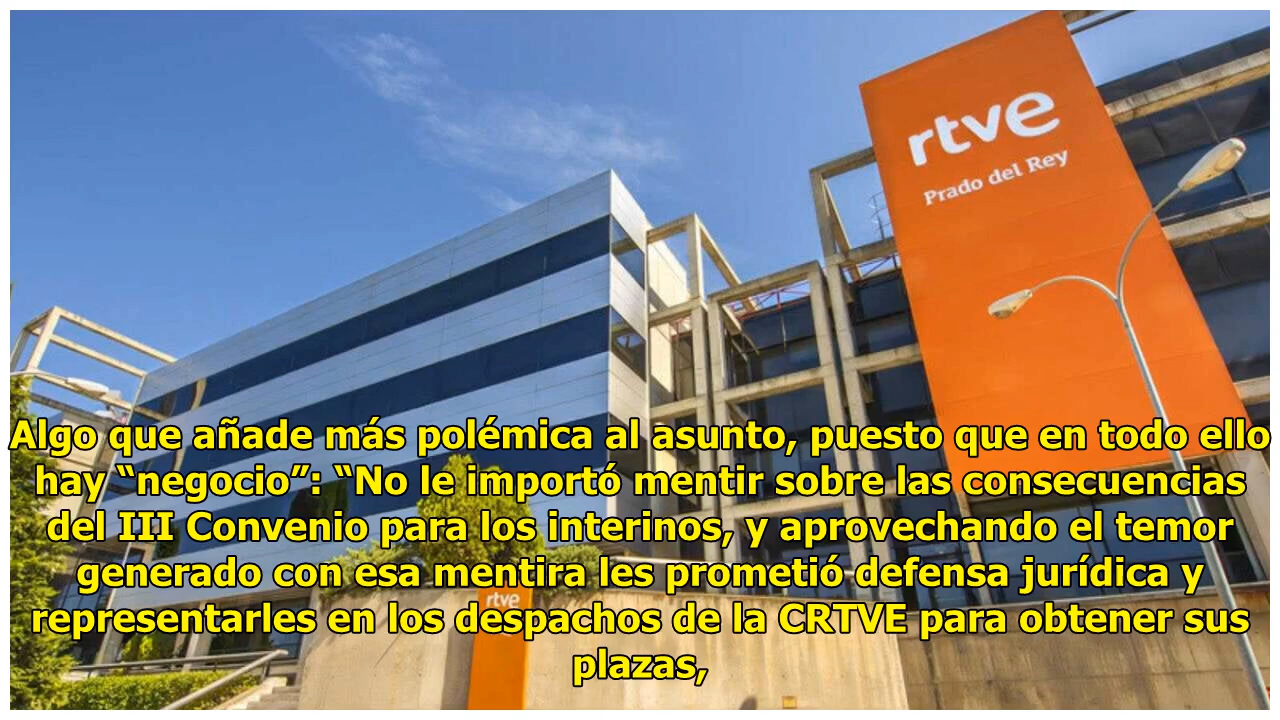 rtve
Prado del Rey
Algo que añade más polémica al asunto, puesto que en todo ello
hay “negocio”: “No le importó mentir sobre las consecuencias
del III Convenio para los interinos, y aprovechando el temor
generado con esa mentira les prometió defensa jurídica y
representarles en los despachos de la CRTVE para obtener sus
plazas,
rtve